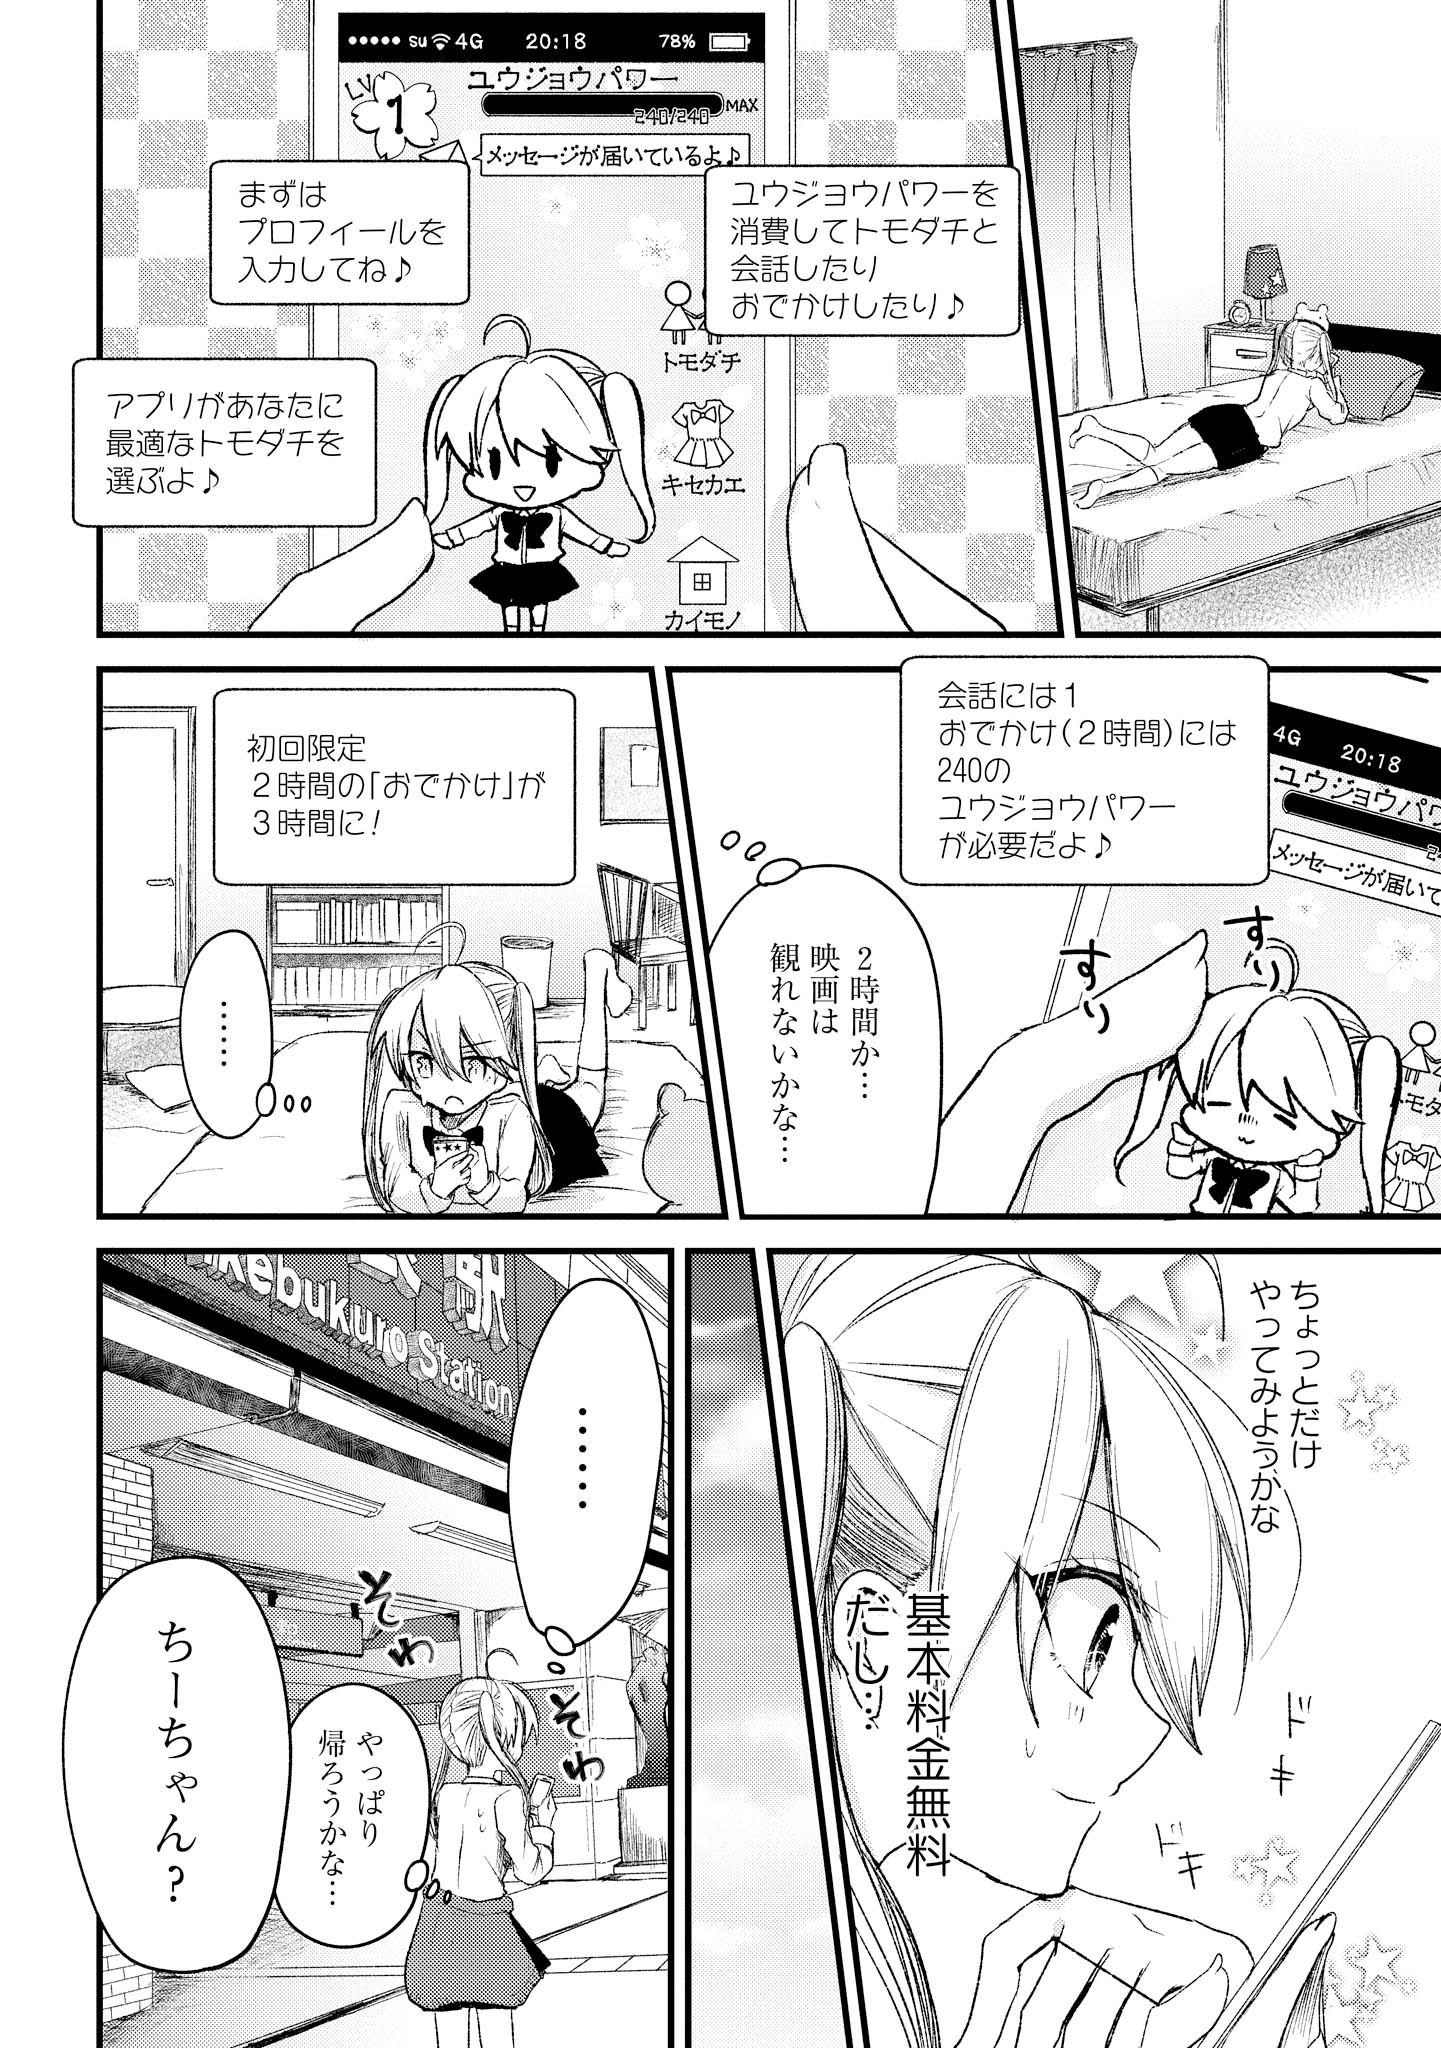 su 4G 20:18 78%
ユウジョウパワー
LV 1
240/240 MAX
メッセージが届いているよ♪
ユウジョウパワーを
消費してトモダチと
会話したり
おでかけしたり♪
まずは
プロフィールを
入力してね♪
アプリがあなたに
最適なトモダチを
選ぶよ♪
トモダチ
キセカエ
カイモノ
会話には1
おでかけ(2時間)には
240の
ユウジョウパワー
が必要だよ♪
4G 20:18
ユウジョウパワ
メッセージが届いて
すり
すり
2時間か…
映画は
観れないかな…
初回限定
2時間の「おでかけ」が
3時間に!
……
ちょっとだけ
やってみようかな
基本料金無料
だし…
ドキ
ドキ
駅
Ikebukuro Station
……
そわ
そわ
やっぱり
帰ろうかな…
ちーちゃん?